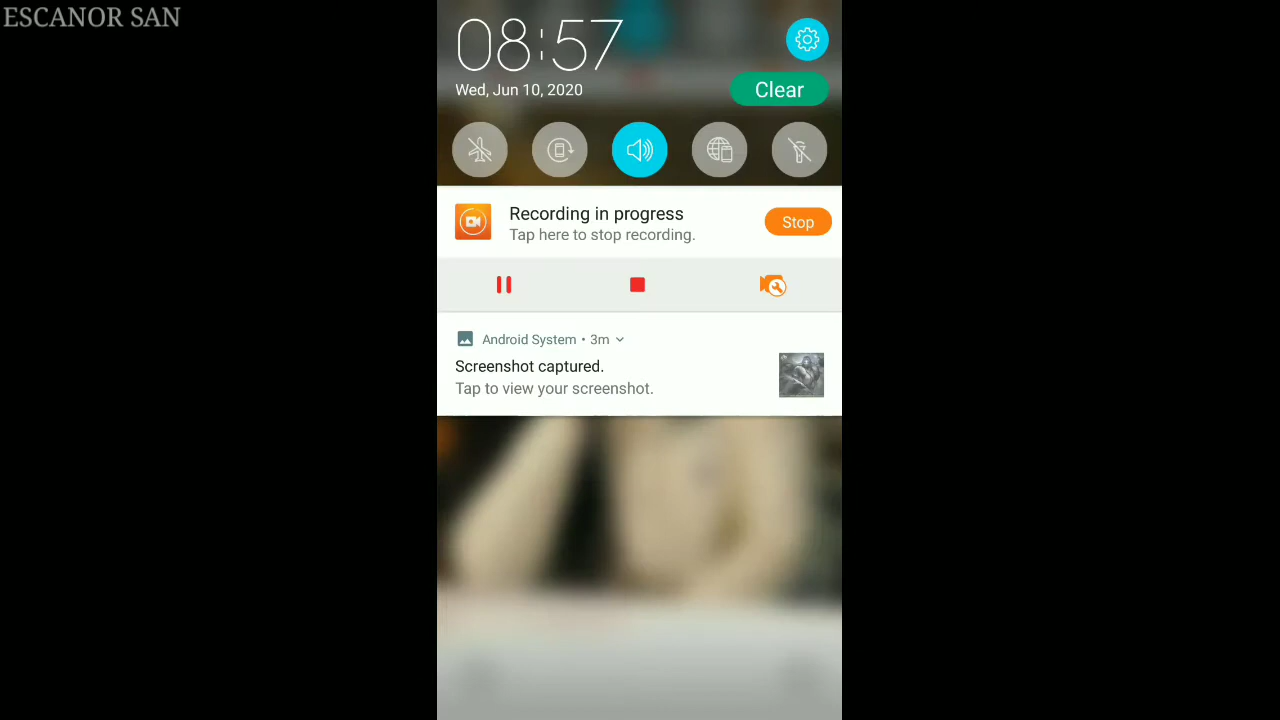 ESCANOR SAN
08:57
Wed, Jun 10, 2020
Clear
Recording in progress
Tap here to stop recording.
Stop
Android System • 3m
Screenshot captured.
Tap to view your screenshot.